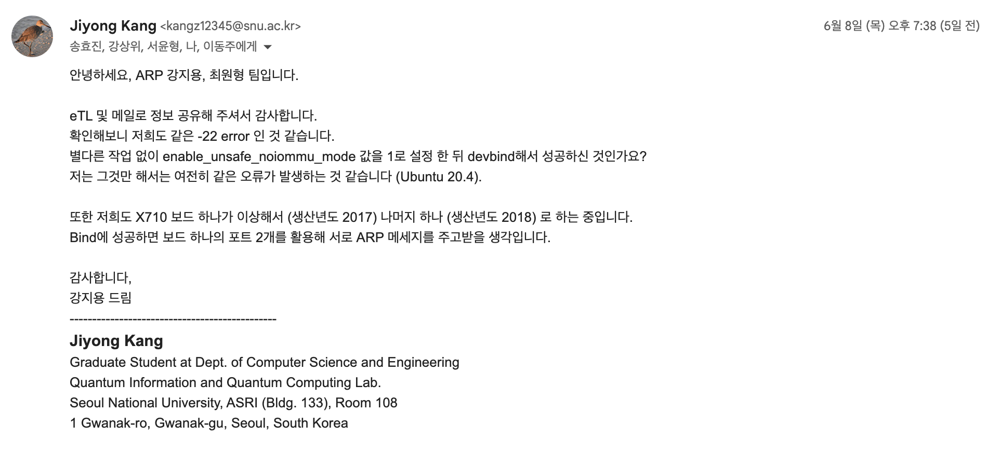 Jiyong Kang <kangz12345@snu.ac.kr>
6월 8일 (목) 오후 7:38 (5일 전)
송효진, 강상위, 서윤형, 나, 이동주에게
안녕하세요, ARP 강지용, 최원형 팀입니다.
eTL 및 메일로 정보 공유해 주셔서 감사합니다.
확인해보니 저희도 같은 -22 error 인 것 같습니다.
별다른 작업 없이 enable_unsafe_noiommu_mode 값을 1로 설정 한 뒤 devbind해서 성공하신 것인가요?
저는 그것만 해서는 여전히 같은 오류가 발생하는 것 같습니다 (Ubuntu 20.4).
또한 저희도 X710 보드 하나가 이상해서 (생산년도 2017) 나머지 하나 (생산년도 2018) 로 하는 중입니다.
Bind에 성공하면 보드 하나의 포트 2개를 활용해 서로 ARP 메세지를 주고받을 생각입니다.
감사합니다,
강지용 드림
----------------------------------------------
Jiyong Kang
Graduate Student at Dept. of Computer Science and Engineering
Quantum Information and Quantum Computing Lab.
Seoul National University, ASRI (Bldg. 133), Room 108
1 Gwanak-ro, Gwanak-gu, Seoul, South Korea